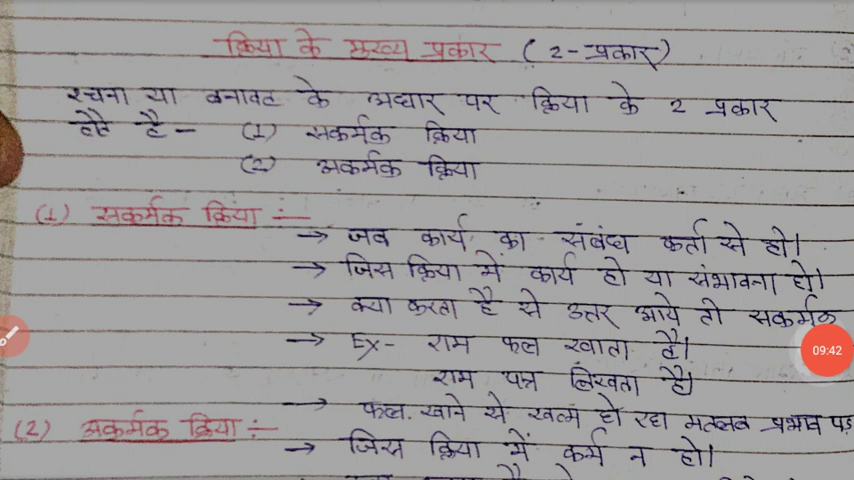 क्रिया के मुख्य प्रकार ( 2 - प्रकार )
रचना या बनावट के आधार पर क्रिया के 2 प्रकार
होते है - (1) सकर्मक क्रिया
(2) अकर्मक क्रिया
(1) सकर्मक क्रिया :-
→ जब कार्य का संबंध कर्ता से हो।
→ जिस क्रिया में कार्य हो या संभावना हो।
→ क्या करता है से उत्तर आये तो सकर्मक
→ Ex- राम फल खाता है।
राम पत्र लिखता है।
→ फल खाने से खत्म हो रहा मतलब प्रभाव पड़
(2) अकर्मक क्रिया :-
→ जिस क्रिया में कर्म न हो।
09:42